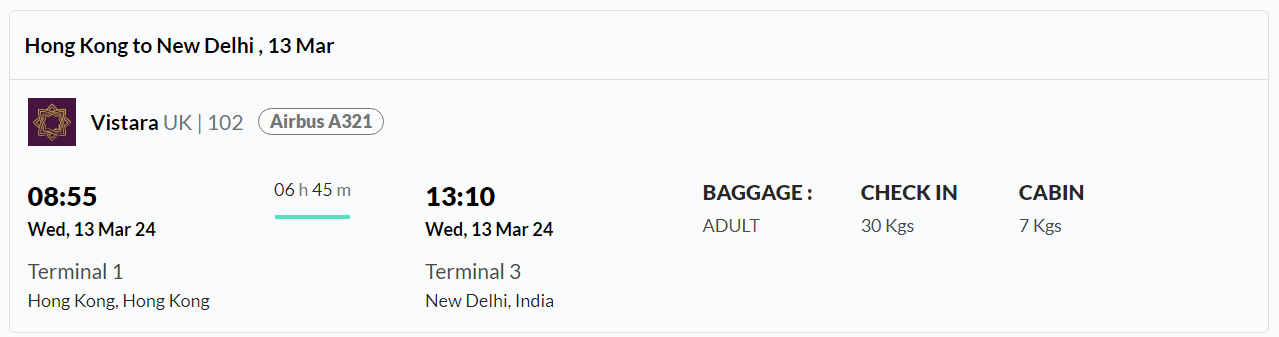 Hong Kong to New Delhi , 13 Mar
Vistara UK | 102 Airbus A321
08:55 06 h 45 m 13:10 BAGGAGE : CHECK IN CABIN
Wed, 13 Mar 24 Wed, 13 Mar 24 ADULT 30 Kgs 7 Kgs
Terminal 1 Terminal 3
Hong Kong, Hong Kong New Delhi, India